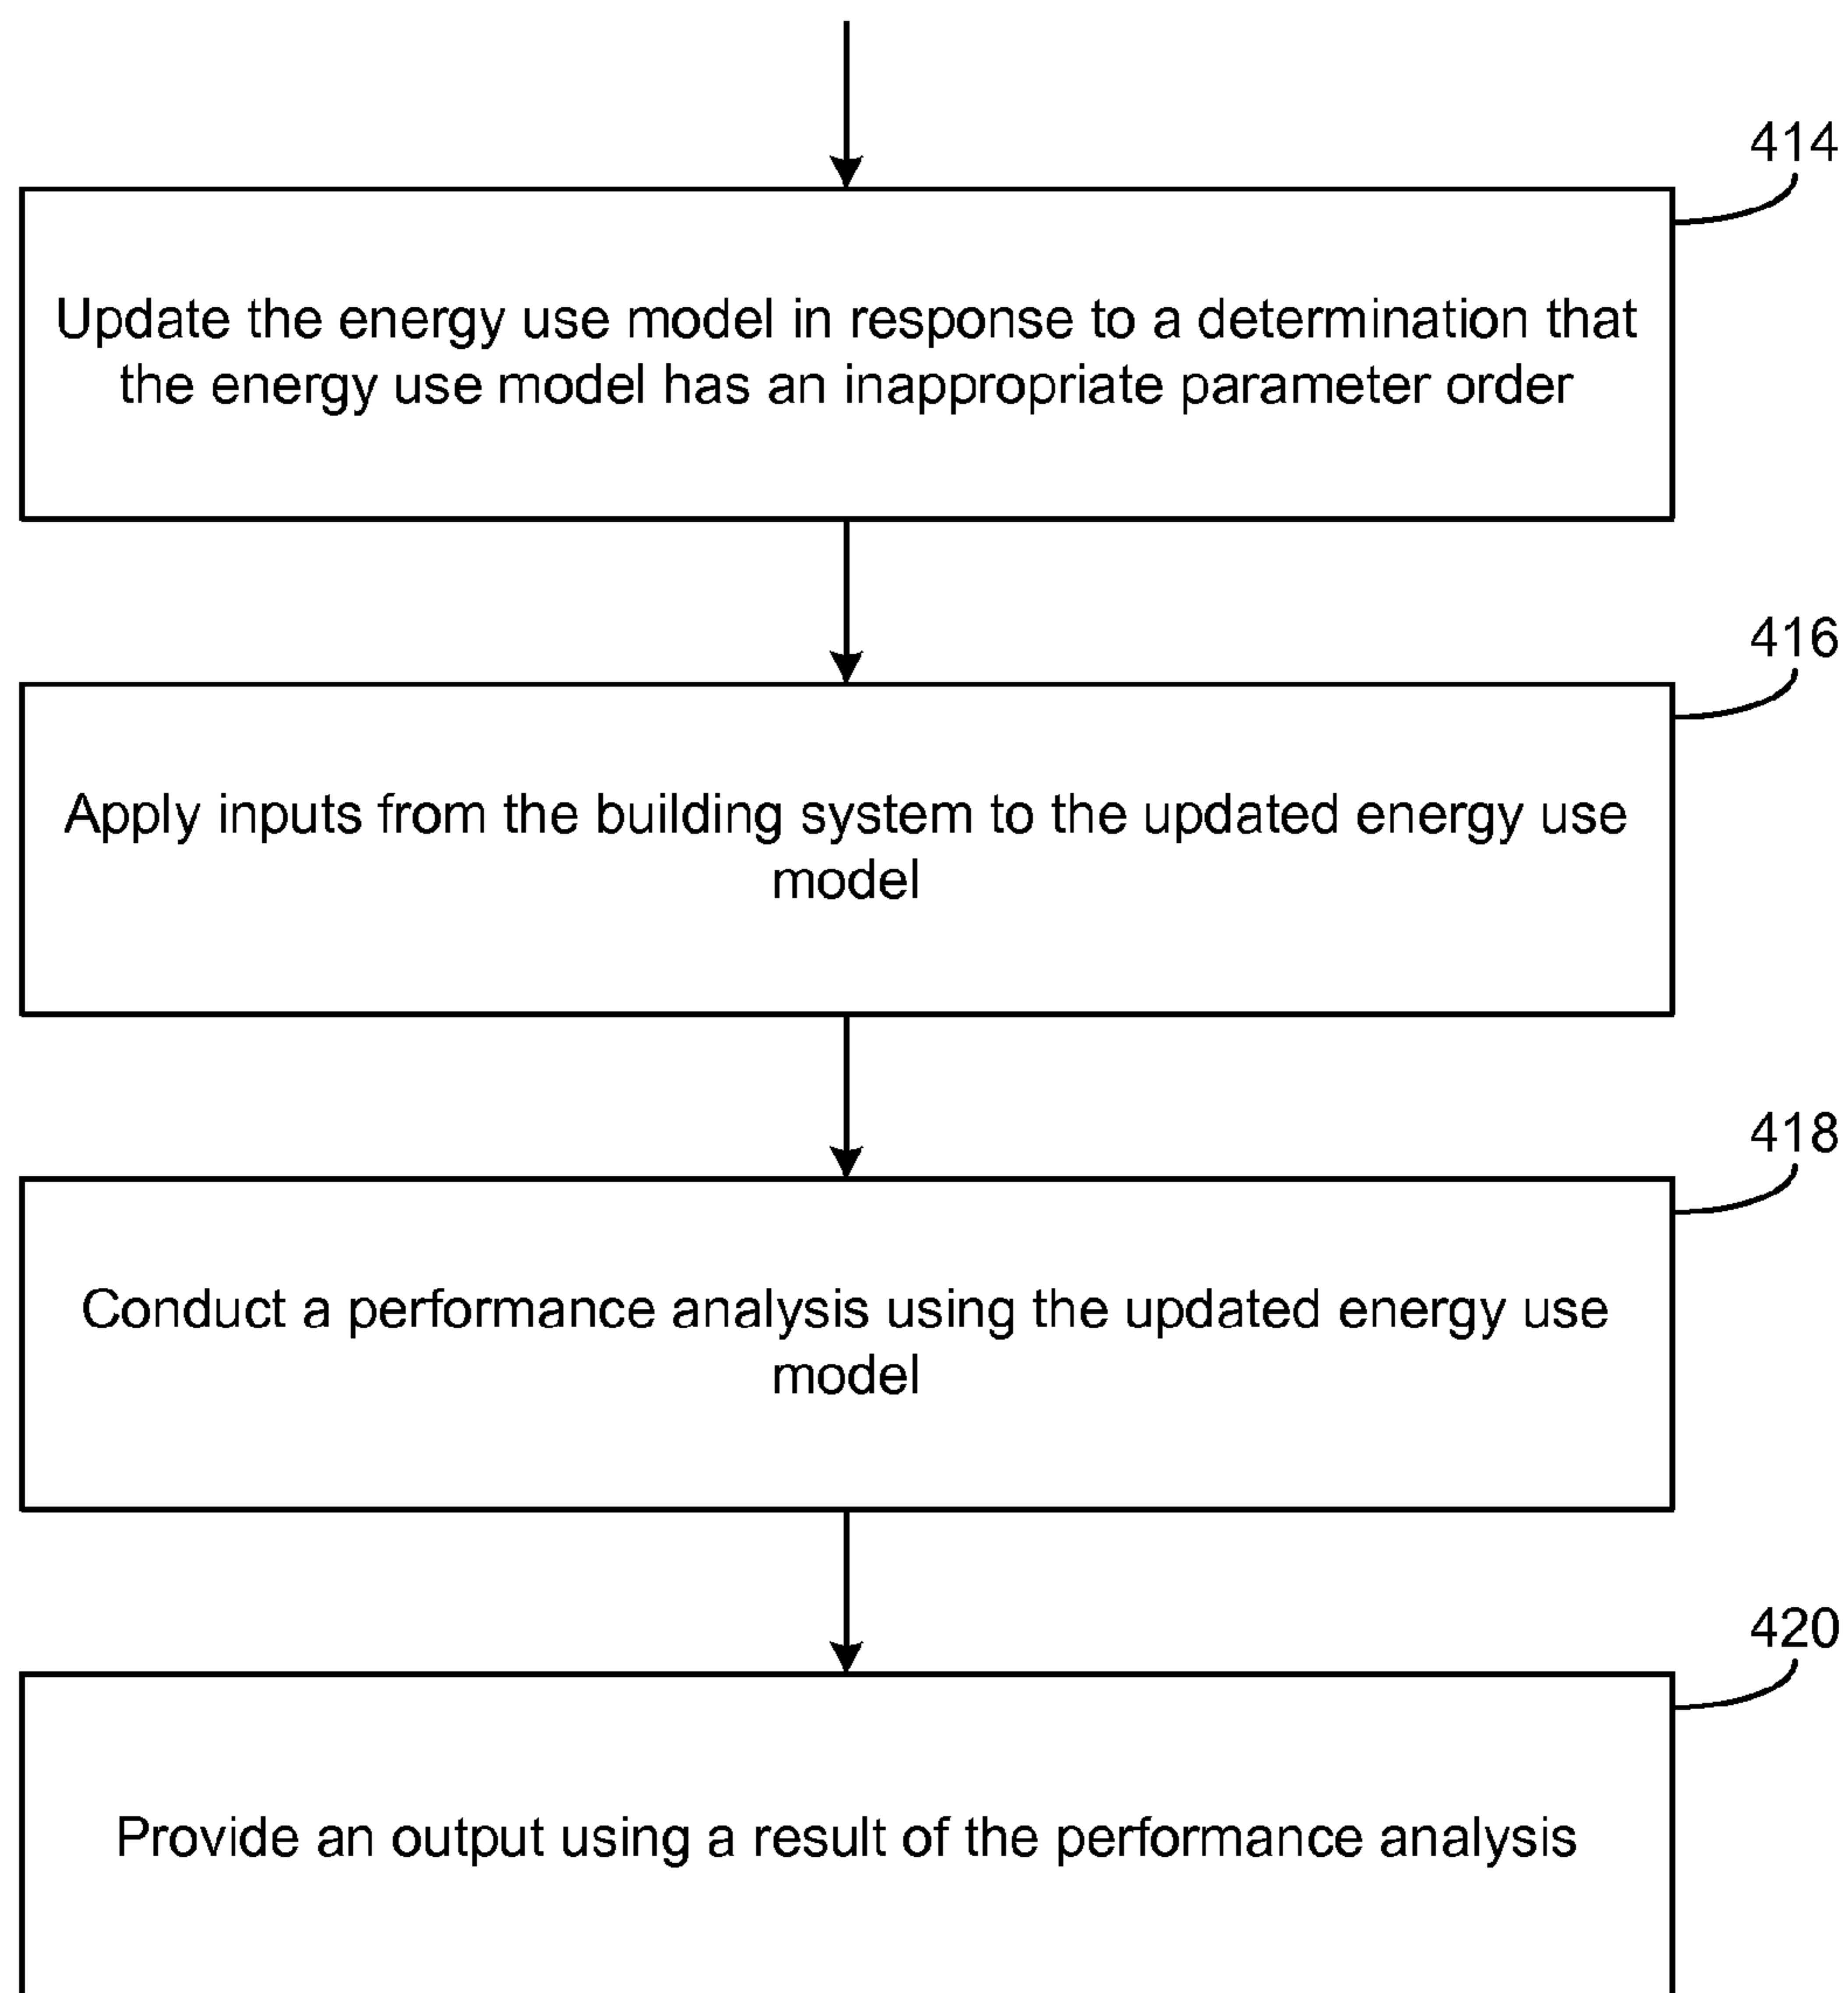 414
Update the energy use model in response to a determination that
the energy use model has an inappropriate parameter order
416
Apply inputs from the building system to the updated energy use
model
418
Conduct a performance analysis using the updated energy use
model
420
Provide an output using a result of the performance analysis